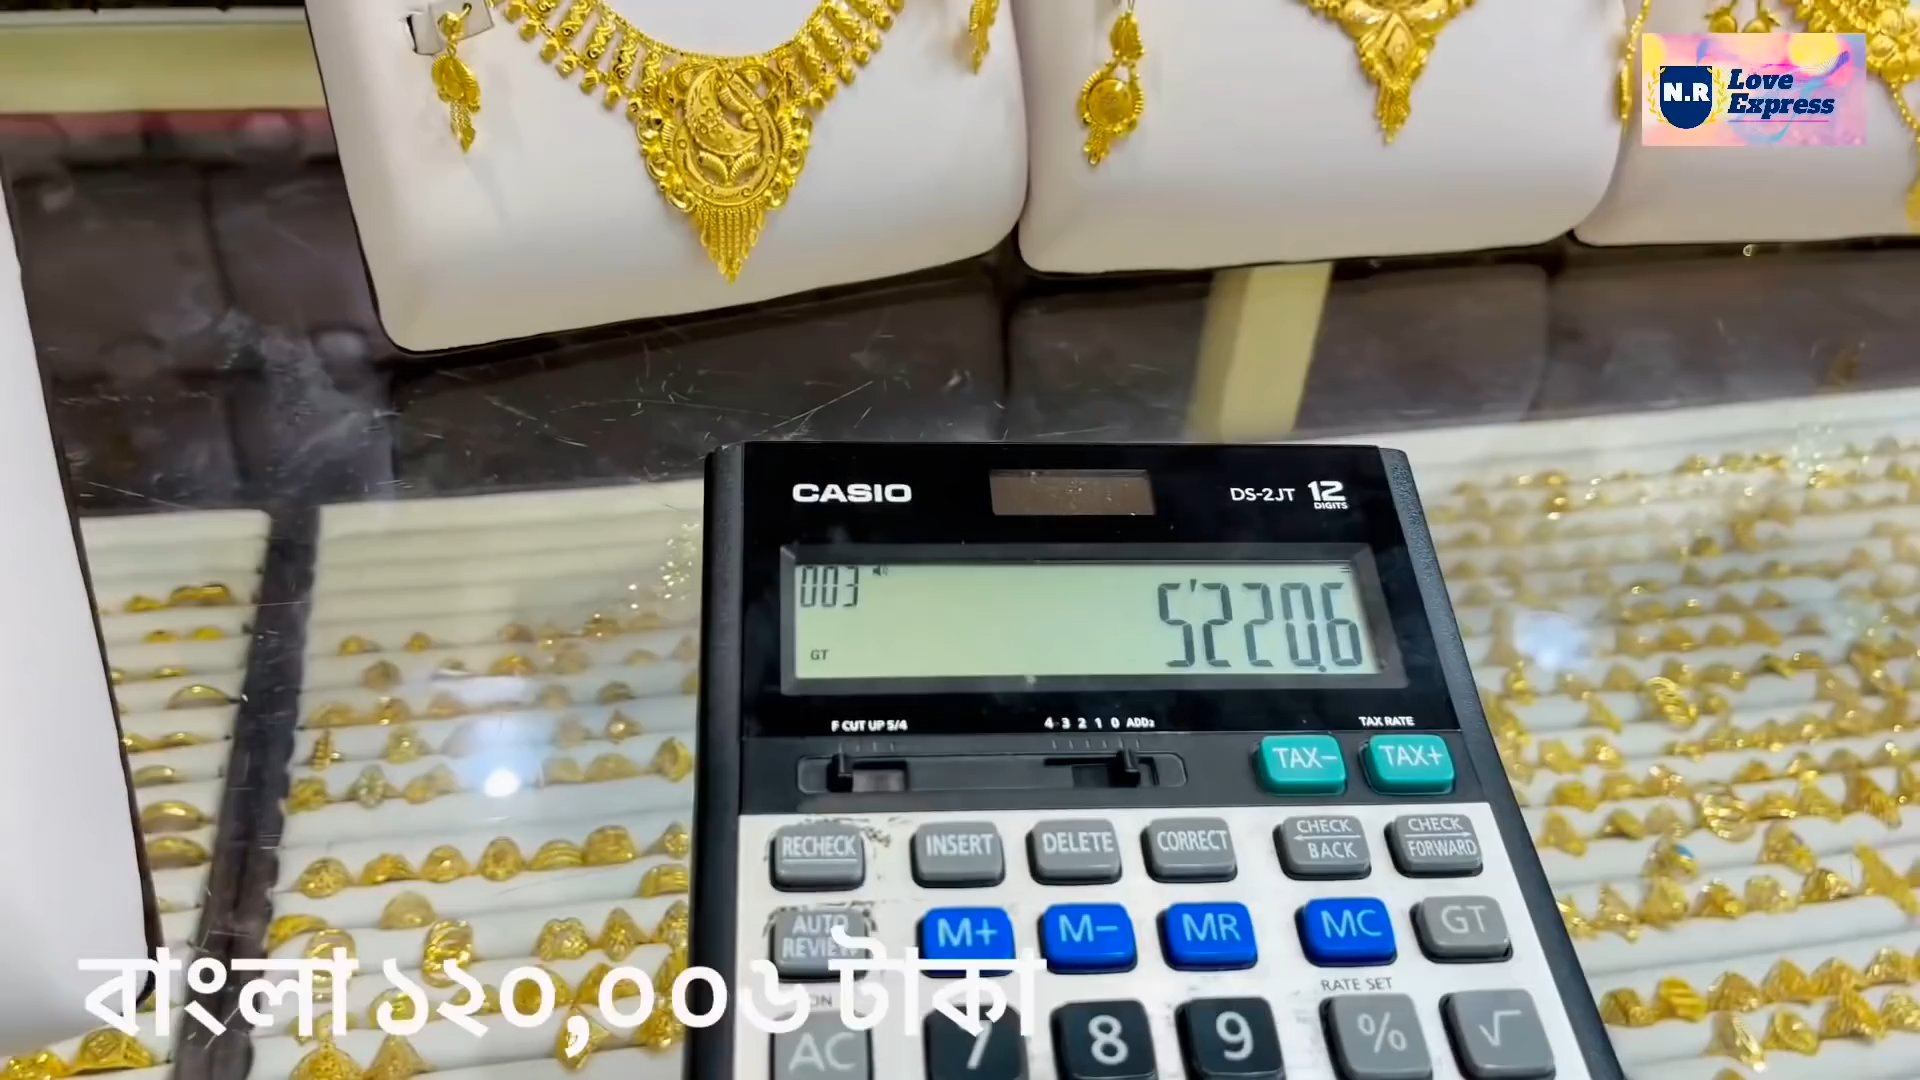 N.R Love
Express
CASIO
DS-2JT 12
DIGITS
003
5'220.6
GT
F CUT UP 5/4
4 3 2 1 0 ADD2
TAX RATE
TAX−
TAX+
RECHECK
INSERT
DELETE
CORRECT
CHECK
BACK
CHECK
FORWARD
AUTO
REVIEW
M+
M−
MR
MC
GT
RATE SET
AC
7
8
9
%
√
বাংলা ১২০,০০৬ টাকা